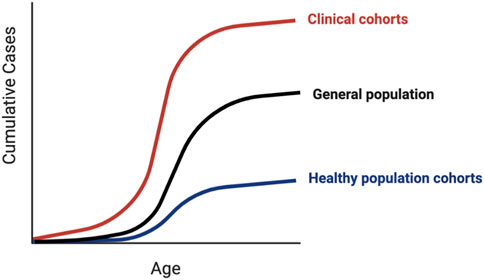 Clinical cohorts
General population
Healthy population cohorts
Cumulative Cases
Age